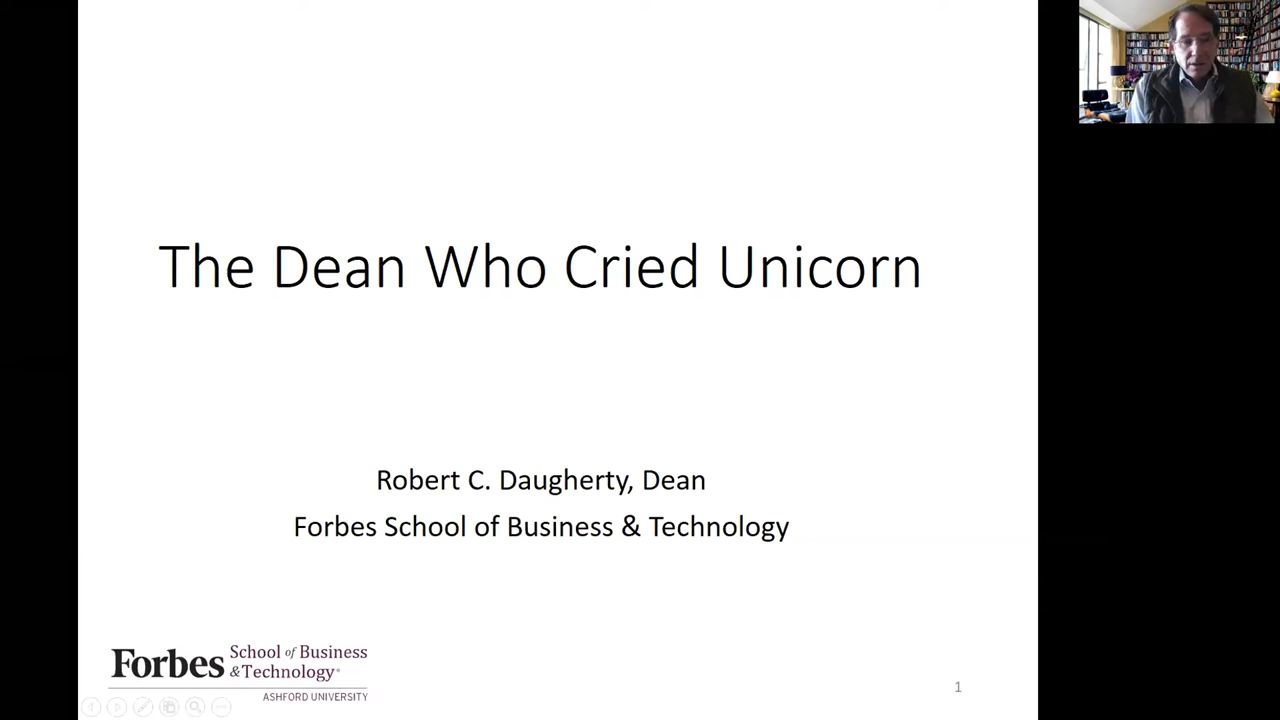 The Dean Who Cried Unicorn
Robert C. Daugherty, Dean
Forbes School of Business & Technology
Forbes School of Business
&Technology®
ASHFORD UNIVERSITY
1